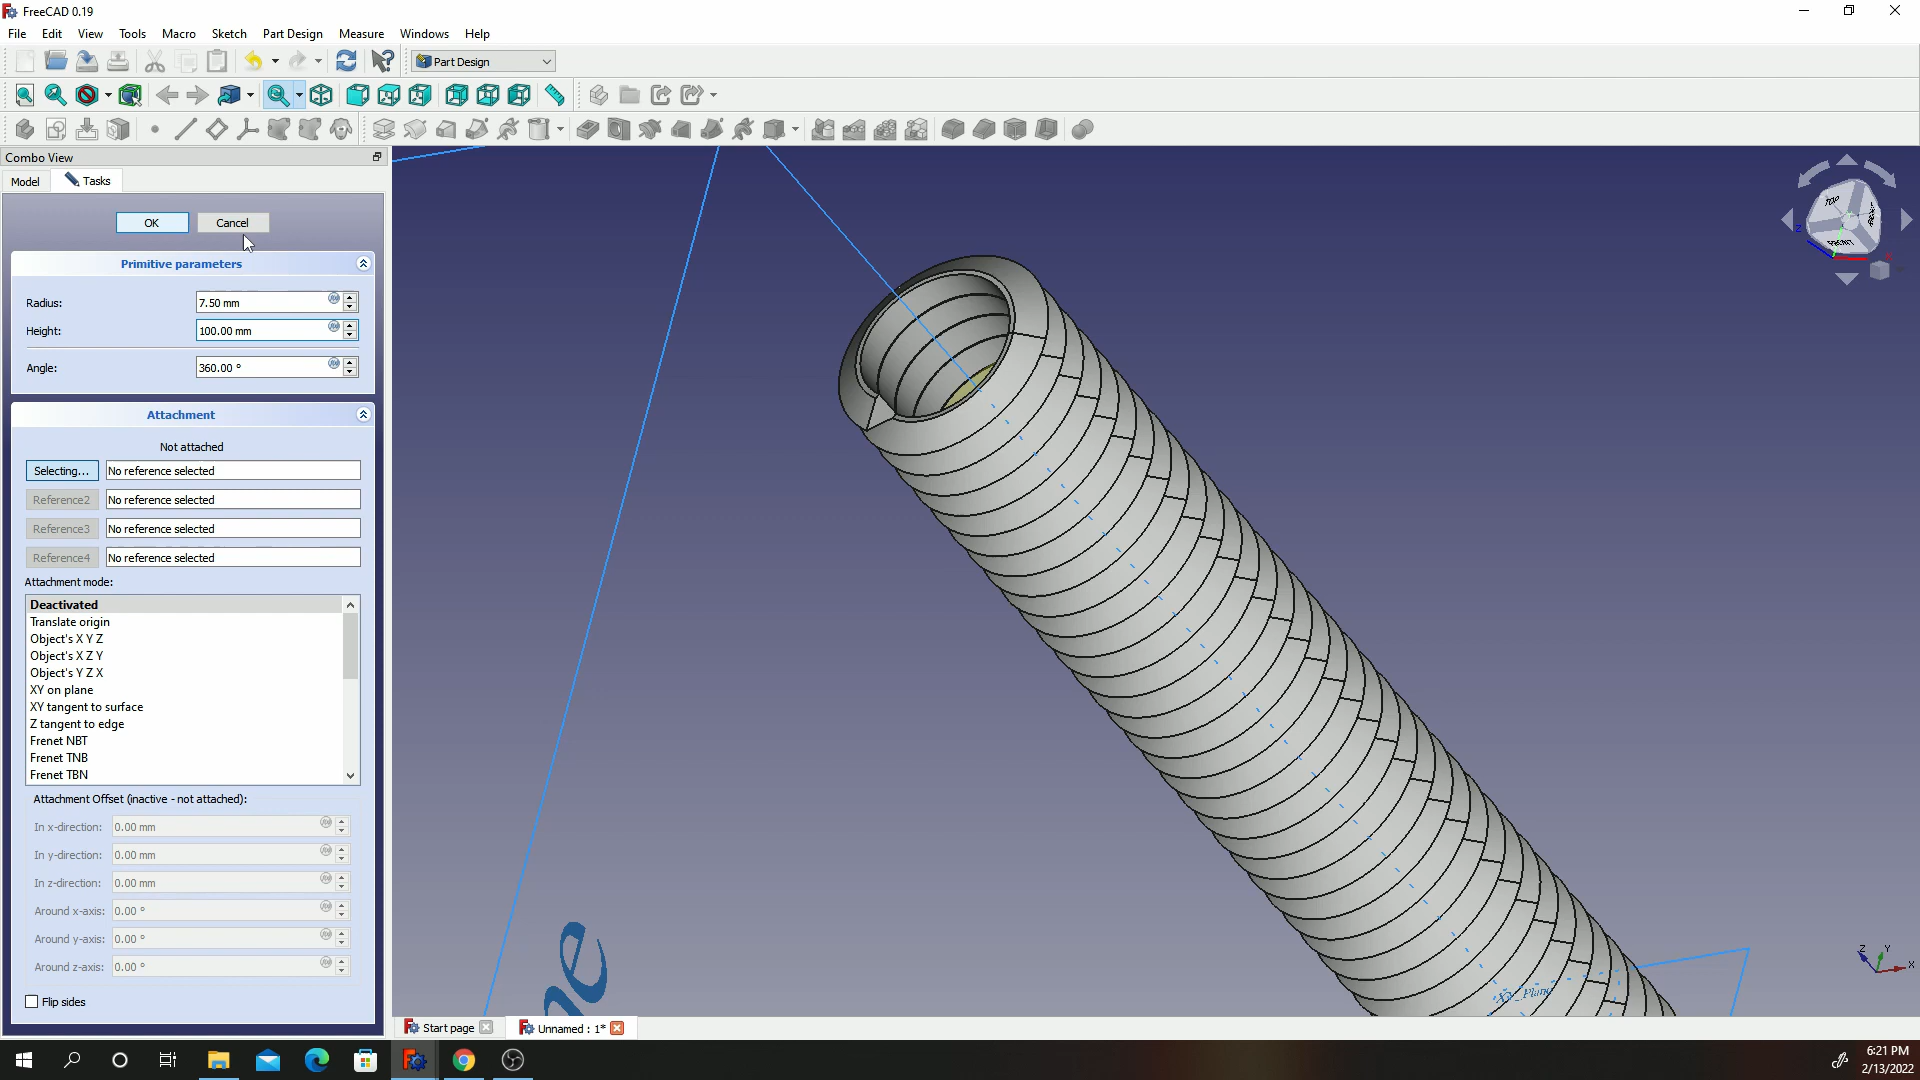 FreeCAD 0.19
File Edit View Tools Macro Sketch Part Design Measure Windows Help
Part Design
Combo View
Model Tasks
OK Cancel
Primitive parameters
Radius: 7.50 mm
Height: 100.00 mm
Angle: 360.00 °
Attachment
Not attached
Selecting... No reference selected
Reference2 No reference selected
Reference3 No reference selected
Reference4 No reference selected
Attachment mode:
Deactivated
Translate origin
Object's X Y Z
Object's X Z Y
Object's Y Z X
XY on plane
XY tangent to surface
Z tangent to edge
Frenet NBT
Frenet TNB
Frenet TBN
Attachment Offset (inactive - not attached):
In x-direction: 0.00 mm
In y-direction: 0.00 mm
In z-direction: 0.00 mm
Around x-axis: 0.00 °
Around y-axis: 0.00 °
Around z-axis: 0.00 °
Flip sides
TOP
FRONT
Z
ne
Z Y X
Start page Unnamed : 1*
6:21 PM
2/13/2022